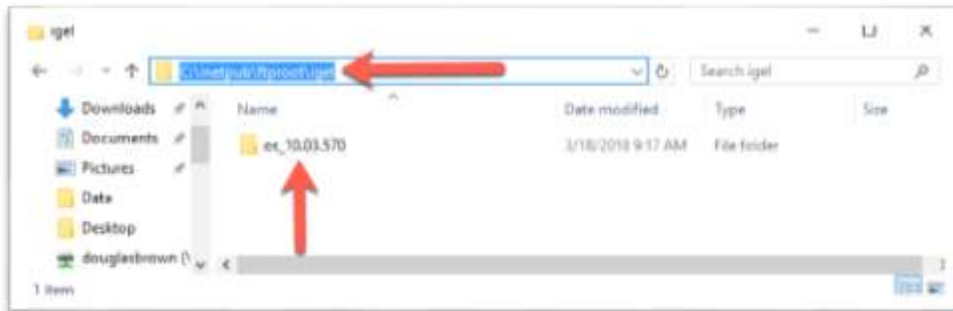 igel
C:\inetpub\ftproot\igel
Search igel
Downloads
Documents
Pictures
Data
Desktop
douglasbrown (\
Name
Date modified
Type
Size
os_10.03.570
3/18/2018 9:17 AM
File folder
1 item